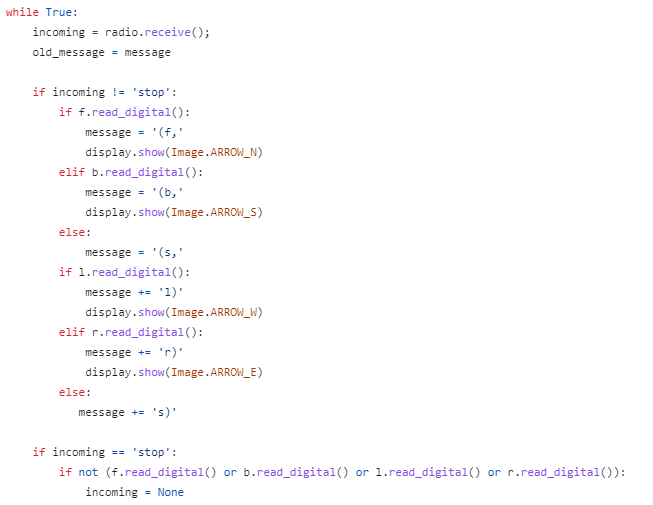 while True:
    incoming = radio.receive();
    old_message = message

    if incoming != 'stop':
        if f.read_digital():
            message = '(f,'
            display.show(Image.ARROW_N)
        elif b.read_digital():
            message = '(b,'
            display.show(Image.ARROW_S)
        else:
            message = '(s,'
        if l.read_digital():
            message += 'l)'
            display.show(Image.ARROW_W)
        elif r.read_digital():
            message += 'r)'
            display.show(Image.ARROW_E)
        else:
           message += 's)'

    if incoming == 'stop':
        if not (f.read_digital() or b.read_digital() or l.read_digital() or r.read_digital()):
            incoming = None